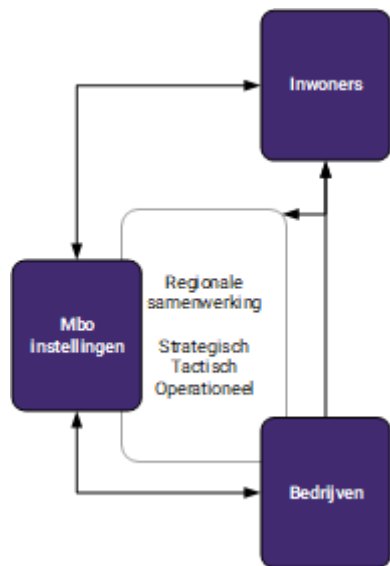 Inwoners
Regionale
samenwerking
Mbo
instellingen
Strategisch
Tactisch
Operationeel
Bedrijven